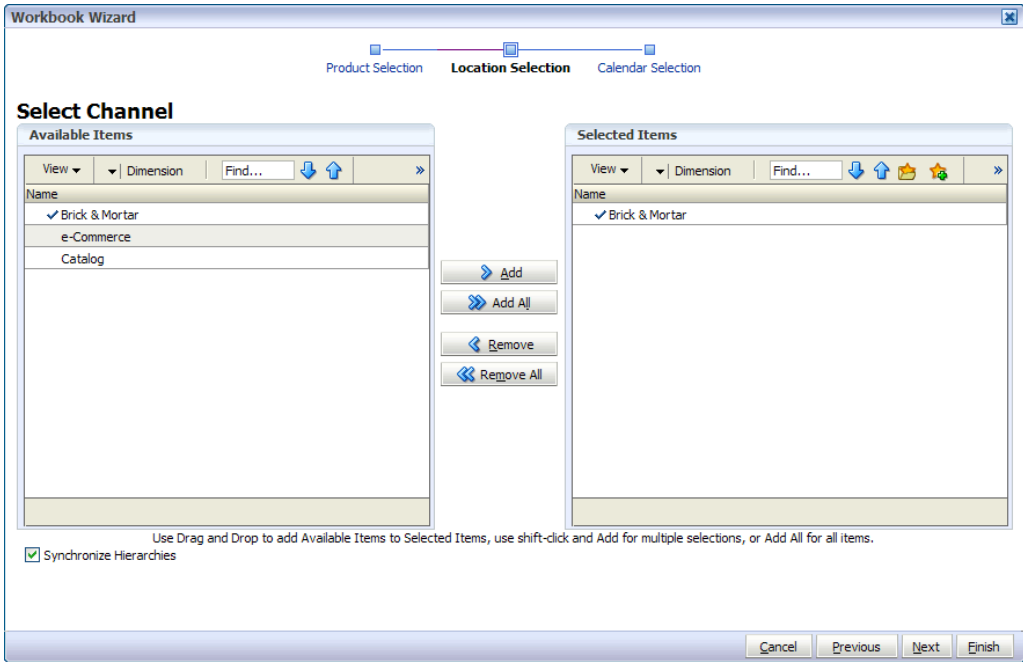 Workbook Wizard
Product Selection Location Selection Calendar Selection
Select Channel
Available Items
View Dimension Find... »
Name
Brick & Mortar
e-Commerce
Catalog
Add
Add All
Remove
Remove All
Selected Items
View Dimension Find... »
Name
Brick & Mortar
Use Drag and Drop to add Available Items to Selected Items, use shift-click and Add for multiple selections, or Add All for all items.
Synchronize Hierarchies
Cancel Previous Next Finish